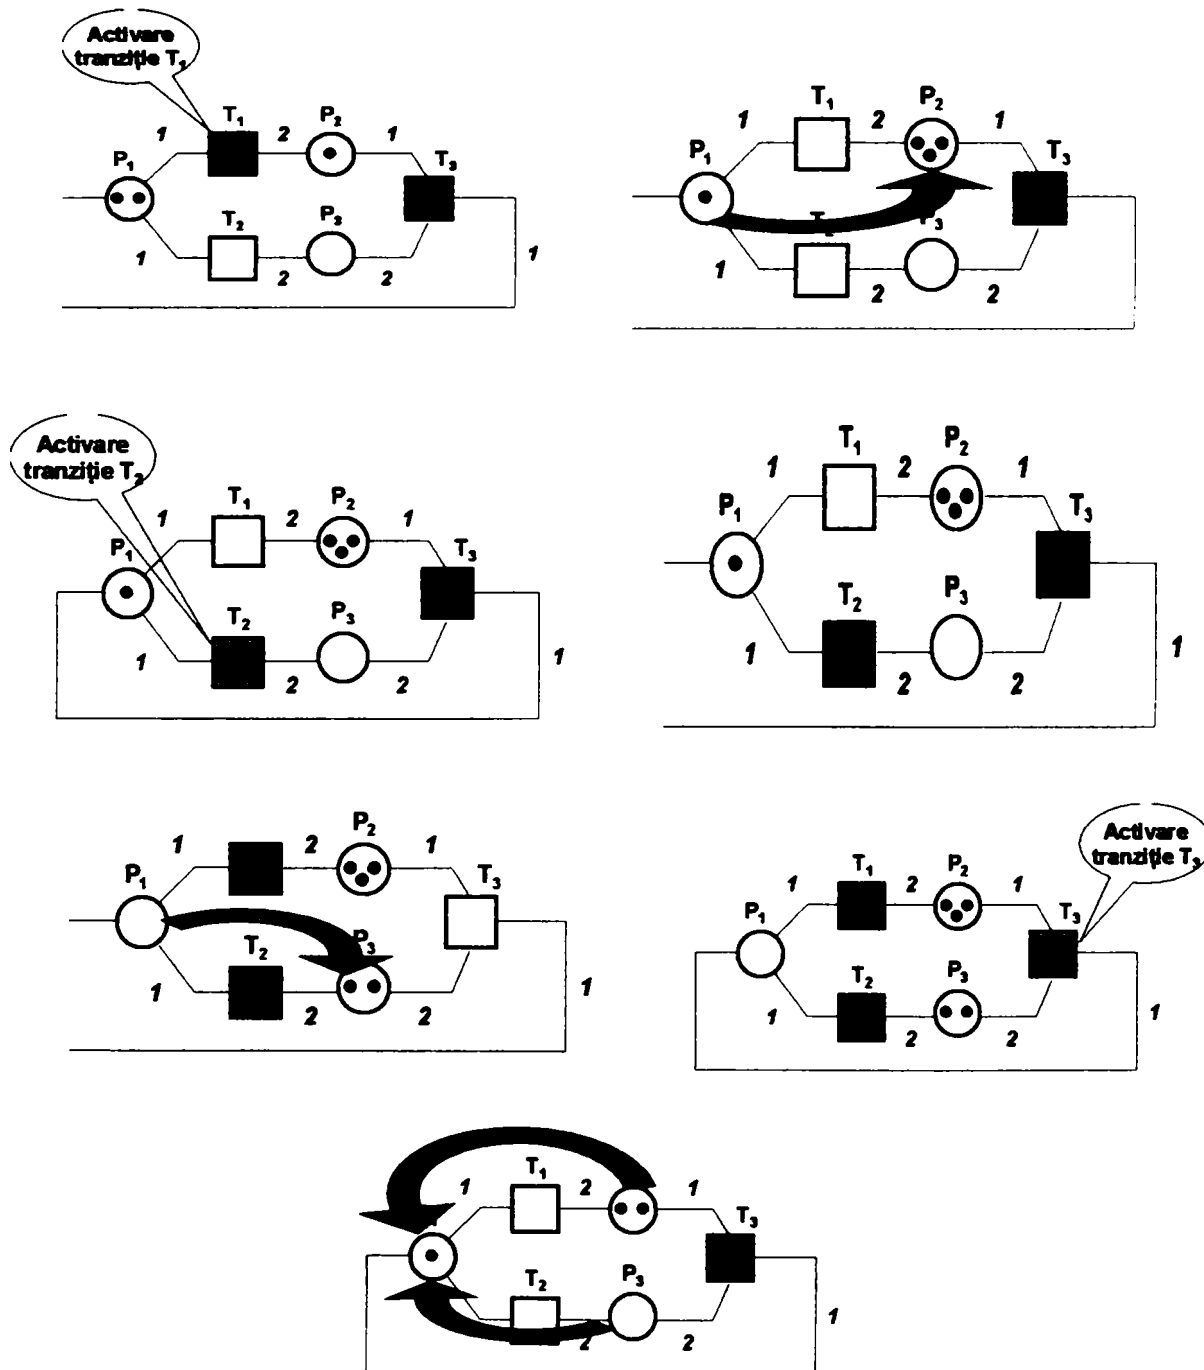 Activare
tranziție T₁
T₁
P₂
1
2
1
P₁
T₃
T₂
P₃
1
2
2
1
T₁
P₂
1
2
1
P₁
T₃
P₃
1
2
2
1
Activare
tranziție T₂
T₁
P₂
1
2
1
P₁
T₃
T₂
P₃
1
2
2
1
T₁
P₂
1
2
1
P₁
T₃
T₂
P₃
1
2
2
1
P₂
1
2
1
P₁
T₃
T₂
P₃
1
2
2
1
Activare
tranziție T₃
T₁
P₂
1
2
1
P₁
T₃
T₂
P₃
1
2
2
1
T₁
1
2
1
T₃
T₂
P₃
2
2
1